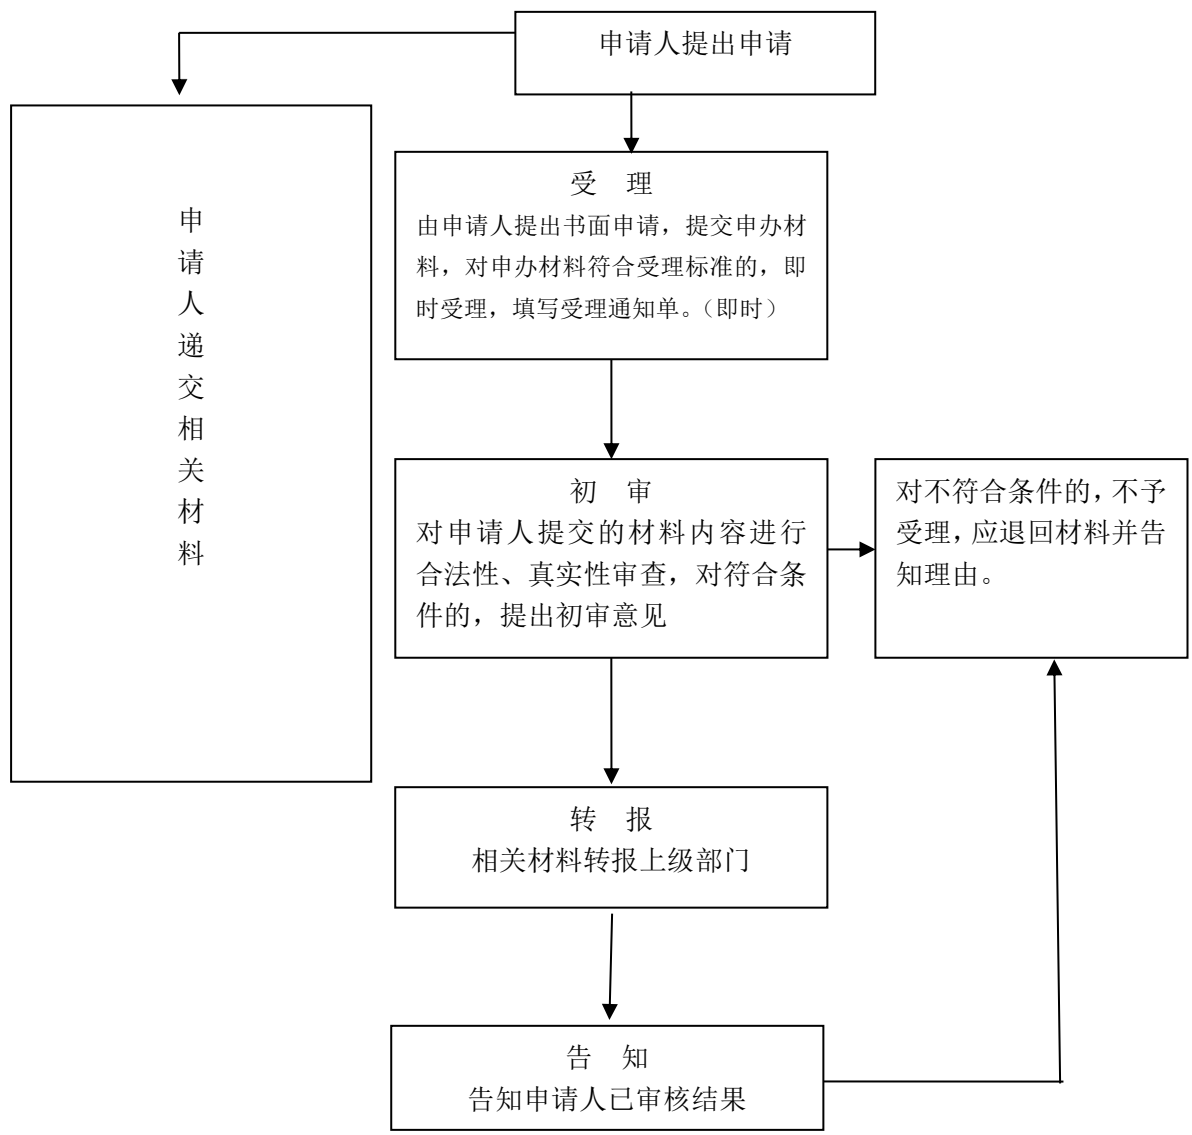 申请人提出申请
申请人递交相关材料
受 理
由申请人提出书面申请，提交申办材
料，对申办材料符合受理标准的，即
时受理，填写受理通知单。（即时）
初 审
对申请人提交的材料内容进行
合法性、真实性审查，对符合条
件的，提出初审意见
对不符合条件的，不予
受理，应退回材料并告
知理由。
转 报
相关材料转报上级部门
告 知
告知申请人已审核结果